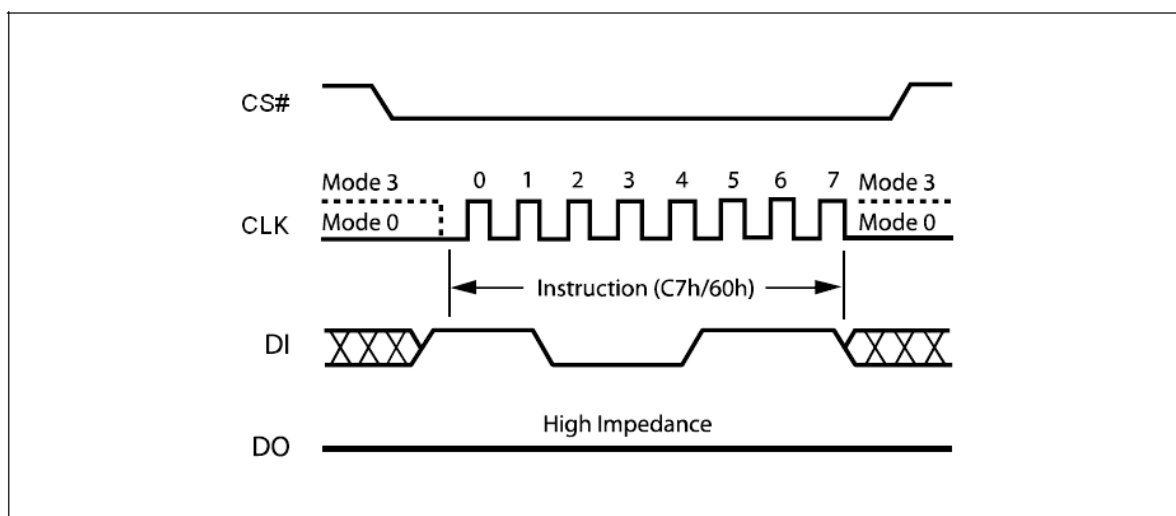 CS#
Mode 3 0 1 2 3 4 5 6 7 Mode 3
CLK Mode 0 Mode 0
Instruction (C7h/60h)
DI
High Impedance
DO